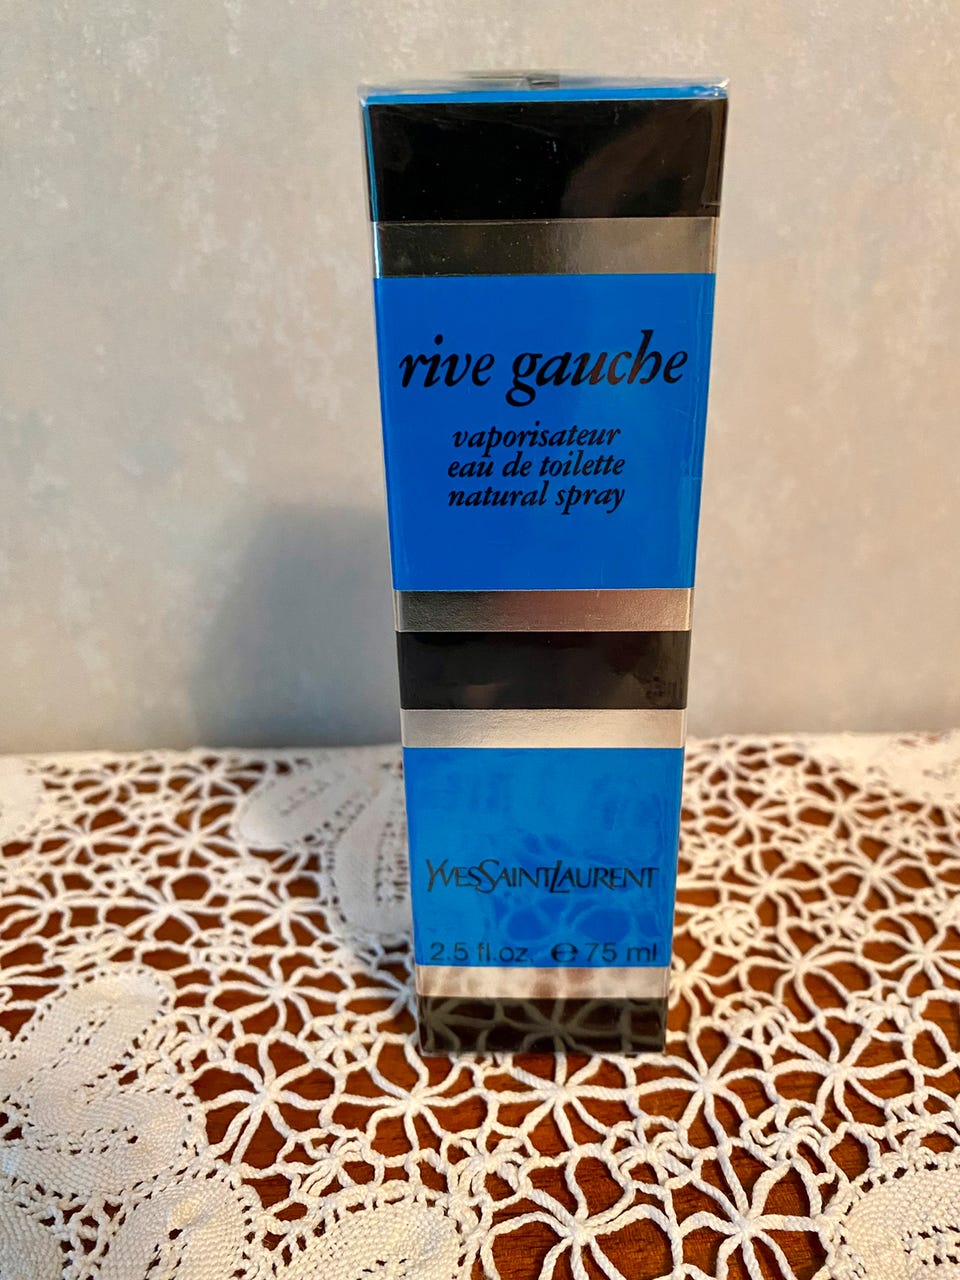 rive gauche
vaporisateur
eau de toilette
natural spray
YVESSAINTLAURENT
2.5 fl.oz. ℮ 75 ml